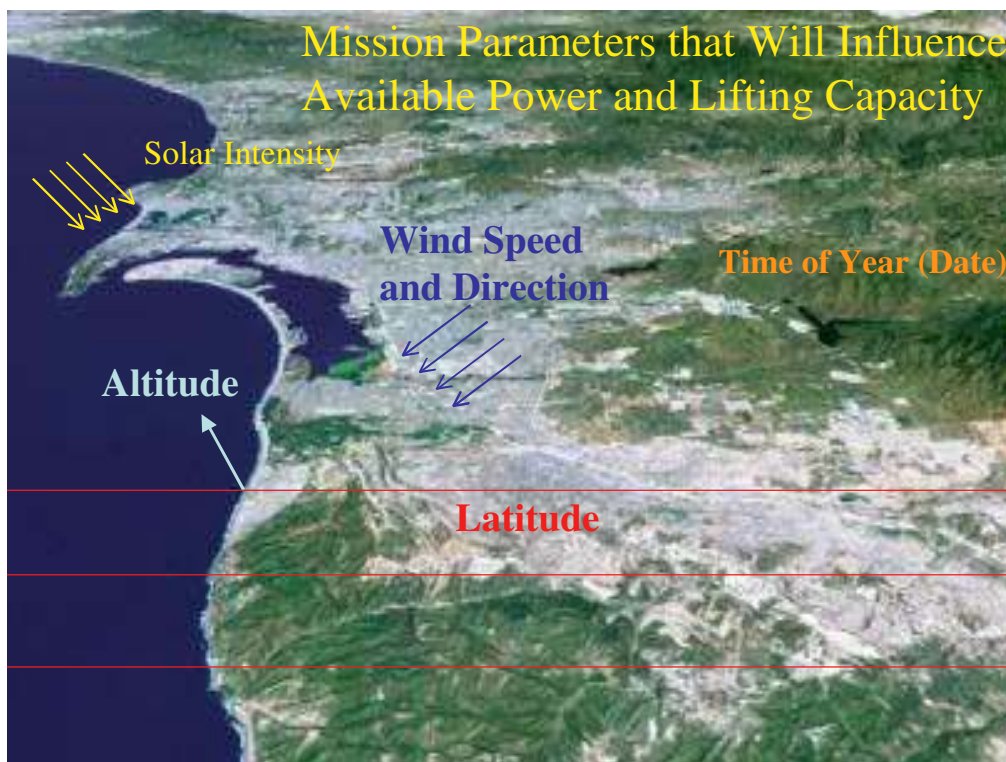 Mission Parameters that Will Influence
Available Power and Lifting Capacity
Solar Intensity
Wind Speed
and Direction
Time of Year (Date)
Altitude
Latitude